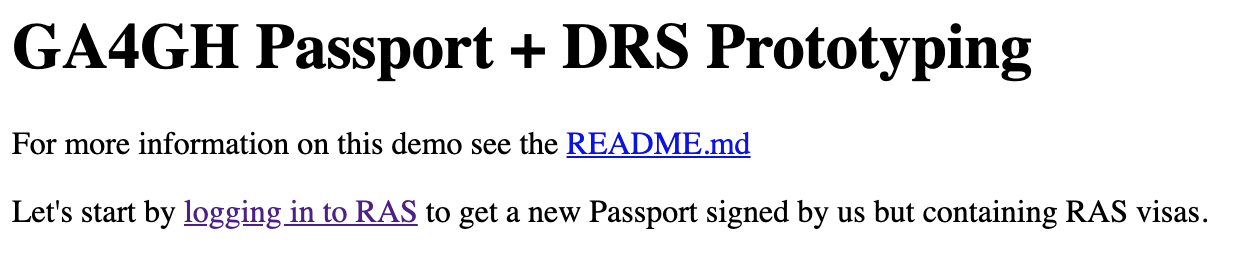 GA4GH Passport + DRS Prototyping
For more information on this demo see the README.md
Let's start by logging in to RAS to get a new Passport signed by us but containing RAS visas.